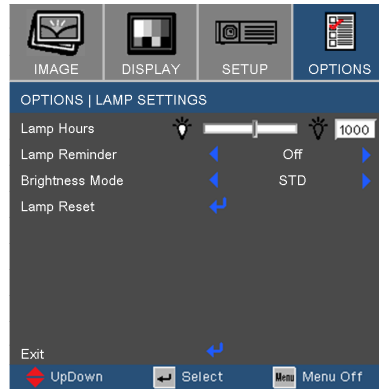 IMAGE DISPLAY SETUP OPTIONS
OPTIONS | LAMP SETTINGS
Lamp Hours 1000
Lamp Reminder Off
Brightness Mode STD
Lamp Reset
Exit
UpDown Select Menu Menu Off